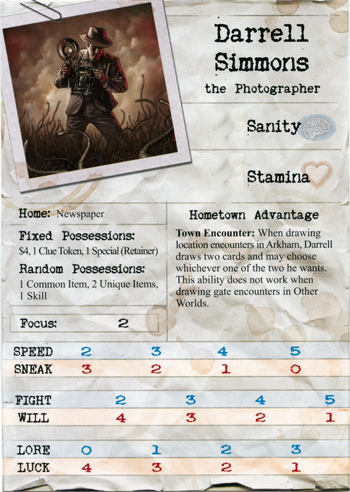 Darrell
Simmons
the Photographer
Sanity
Stamina
Home: Newspaper
Fixed Possessions:
$4, 1 Clue Token, 1 Special (Retainer)
Random Possessions:
1 Common Item, 2 Unique Items,
1 Skill
Focus: 2
Hometown Advantage
Town Encounter: When drawing
location encounters in Arkham, Darrell
draws two cards and may choose
whichever one of the two he wants.
This ability does not work when
drawing gate encounters in Other
Worlds.
SPEED 2 3 4 5
SNEAK 3 2 1 0
FIGHT 2 3 4 5
WILL 4 3 2 1
LORE 0 1 2 3
LUCK 4 3 2 1